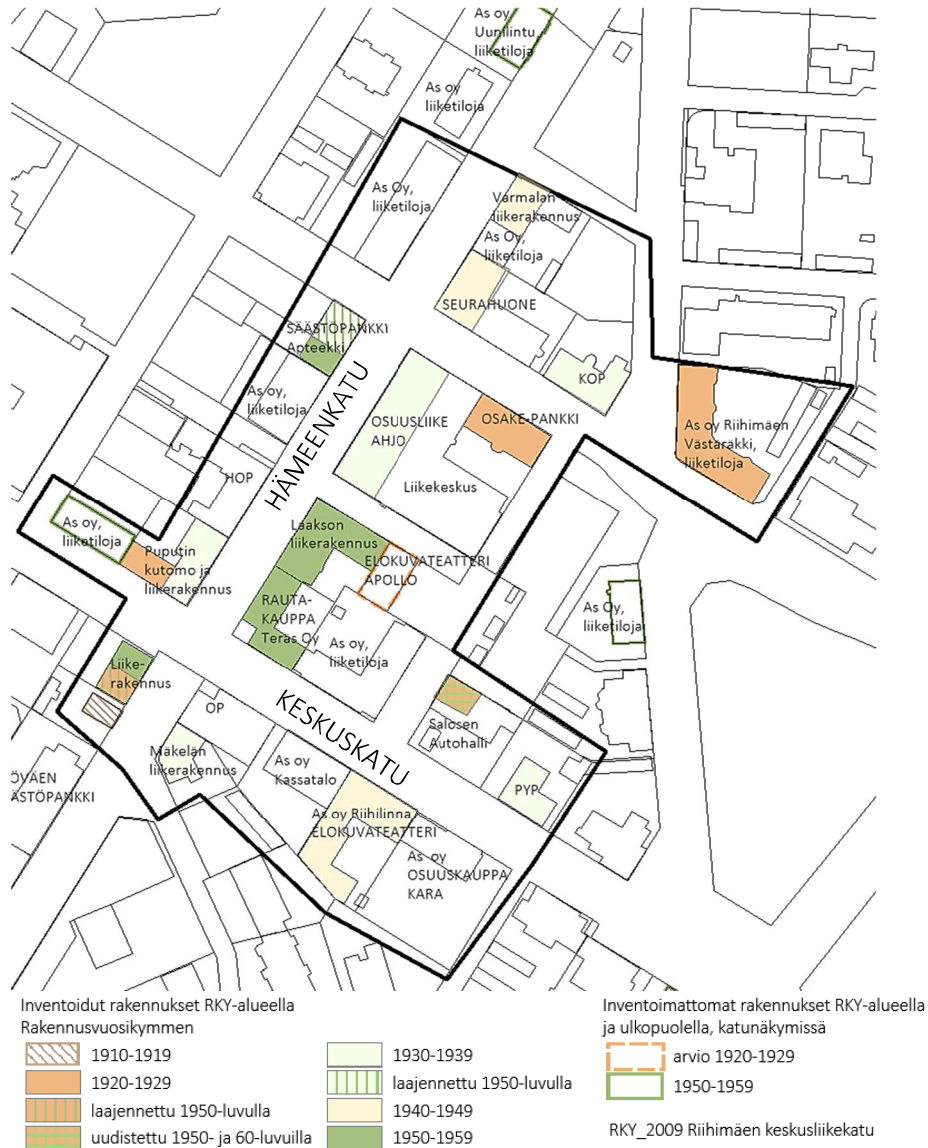 As oy
Uunilintu,
liiketiloja
As oy
liiketiloja
As Oy,
liiketiloja
Varmalan
liikerakennus
As Oy,
liiketiloja
SEURAHUONE
SÄÄSTÖPANKKI
Apteekki
KOP
As oy,
liiketiloja
HÄMEENKATU
OSUUSLIIKE
AHJO
OSAKE-PANKKI
As oy Riihimäen
Västäräkki,
liiketiloja
HOP
Liikekeskus
As oy,
liiketiloja
Puputin
kutomo ja
liikerakennus
Laakson
liikerakennus
ELOKUVATEATTERI
APOLLO
RAUTA-
KAUPPA
Teräs Oy
As oy,
liiketiloja
As Oy,
liiketiloja
Liike-
rakennus
OP
KESKUSKATU
Salosen
Autohalli
Mäkelän
liikerakennus
As oy
Kassatalo
PYP
ÖVÄEN
ÄSTÖPANKKI
As oy Riihilinna
ELOKUVATEATTERI
As oy
OSUUSKAUPPA
KARA
Inventoidut rakennukset RKY-alueella
Rakennusvuosikymmen
1910-1919
1920-1929
laajennettu 1950-luvulla
uudistettu 1950- ja 60-luvuilla
1930-1939
laajennettu 1950-luvulla
1940-1949
1950-1959
Inventoimattomat rakennukset RKY-alueella
ja ulkopuolella, katunäkymissä
arvio 1920-1929
1950-1959
RKY_2009 Riihimäen keskusliikekatu